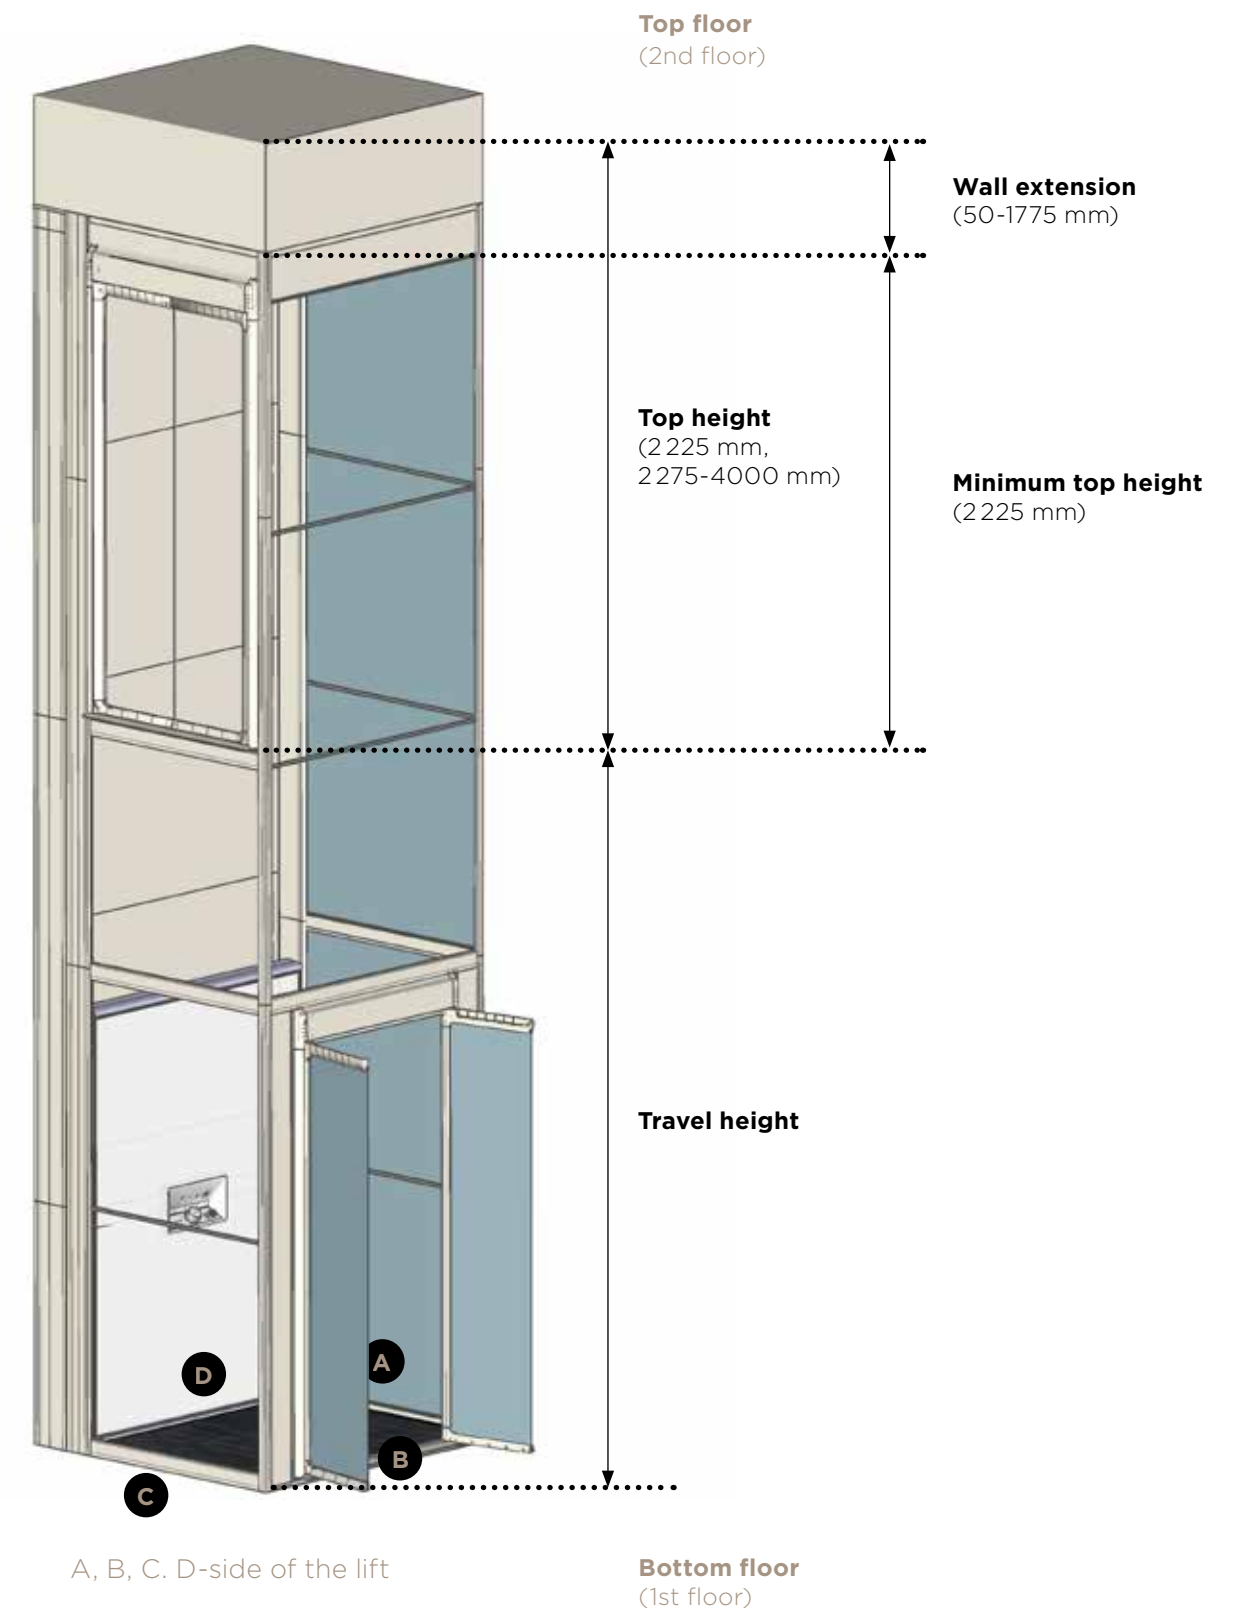 Top floor
(2nd floor)
Wall extension
(50-1775 mm)
Top height
(2 225 mm,
2 275-4000 mm)
Minimum top height
(2 225 mm)
Travel height
D
A
B
C
A, B, C. D-side of the lift
Bottom floor
(1st floor)